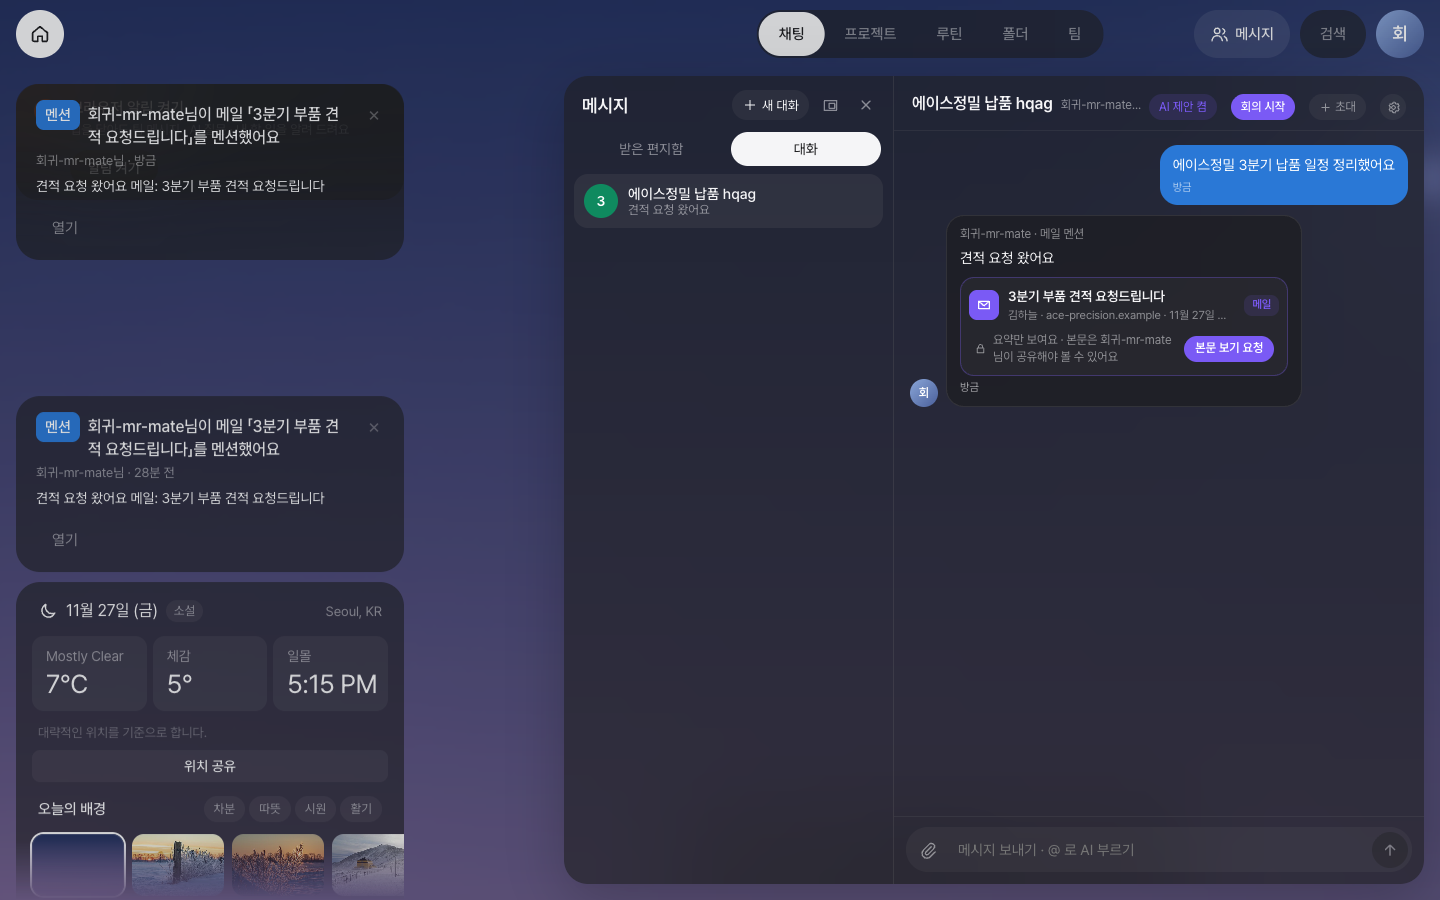 채팅
프로젝트
루틴
폴더
팀
메시지
검색
회
멘션
회귀-mr-mate님이 메일 「3분기 부품 견
적 요청드립니다」를 멘션했어요
회귀-mr-mate님 · 방금
견적 요청 왔어요 메일: 3분기 부품 견적 요청드립니다
열기
멘션
회귀-mr-mate님이 메일 「3분기 부품 견
적 요청드립니다」를 멘션했어요
회귀-mr-mate님 · 28분 전
견적 요청 왔어요 메일: 3분기 부품 견적 요청드립니다
열기
11월 27일 (금)
소설
Seoul, KR
Mostly Clear
7°C
체감
5°
일몰
5:15 PM
대략적인 위치를 기준으로 합니다.
위치 공유
오늘의 배경
차분
따뜻
시원
활기
메시지
새 대화
받은 편지함
대화
3
에이스정밀 납품 hqag
견적 요청 왔어요
에이스정밀 납품 hqag
회귀-mr-mate...
AI 제안 켬
회의 시작
초대
에이스정밀 3분기 납품 일정 정리했어요
방금
회귀-mr-mate · 메일 멘션
견적 요청 왔어요
3분기 부품 견적 요청드립니다
김하늘 · ace-precision.example · 11월 27일 ...
메일
요약만 보여요 · 본문은 회귀-mr-mate
님이 공유해야 볼 수 있어요
본문 보기 요청
방금
회
메시지 보내기 · @ 로 AI 부르기